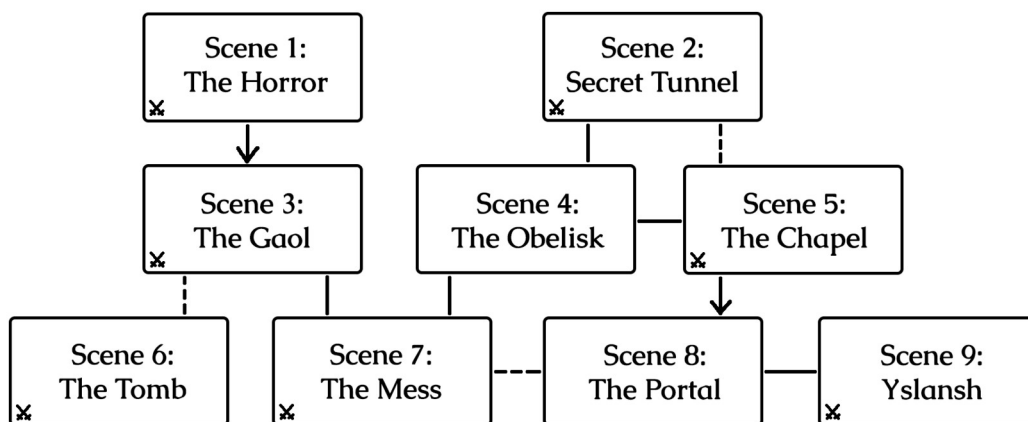 Scene 1:
The Horror
Scene 2:
Secret Tunnel
Scene 3:
The Gaol
Scene 4:
The Obelisk
Scene 5:
The Chapel
Scene 6:
The Tomb
Scene 7:
The Mess
Scene 8:
The Portal
Scene 9:
Yslansh